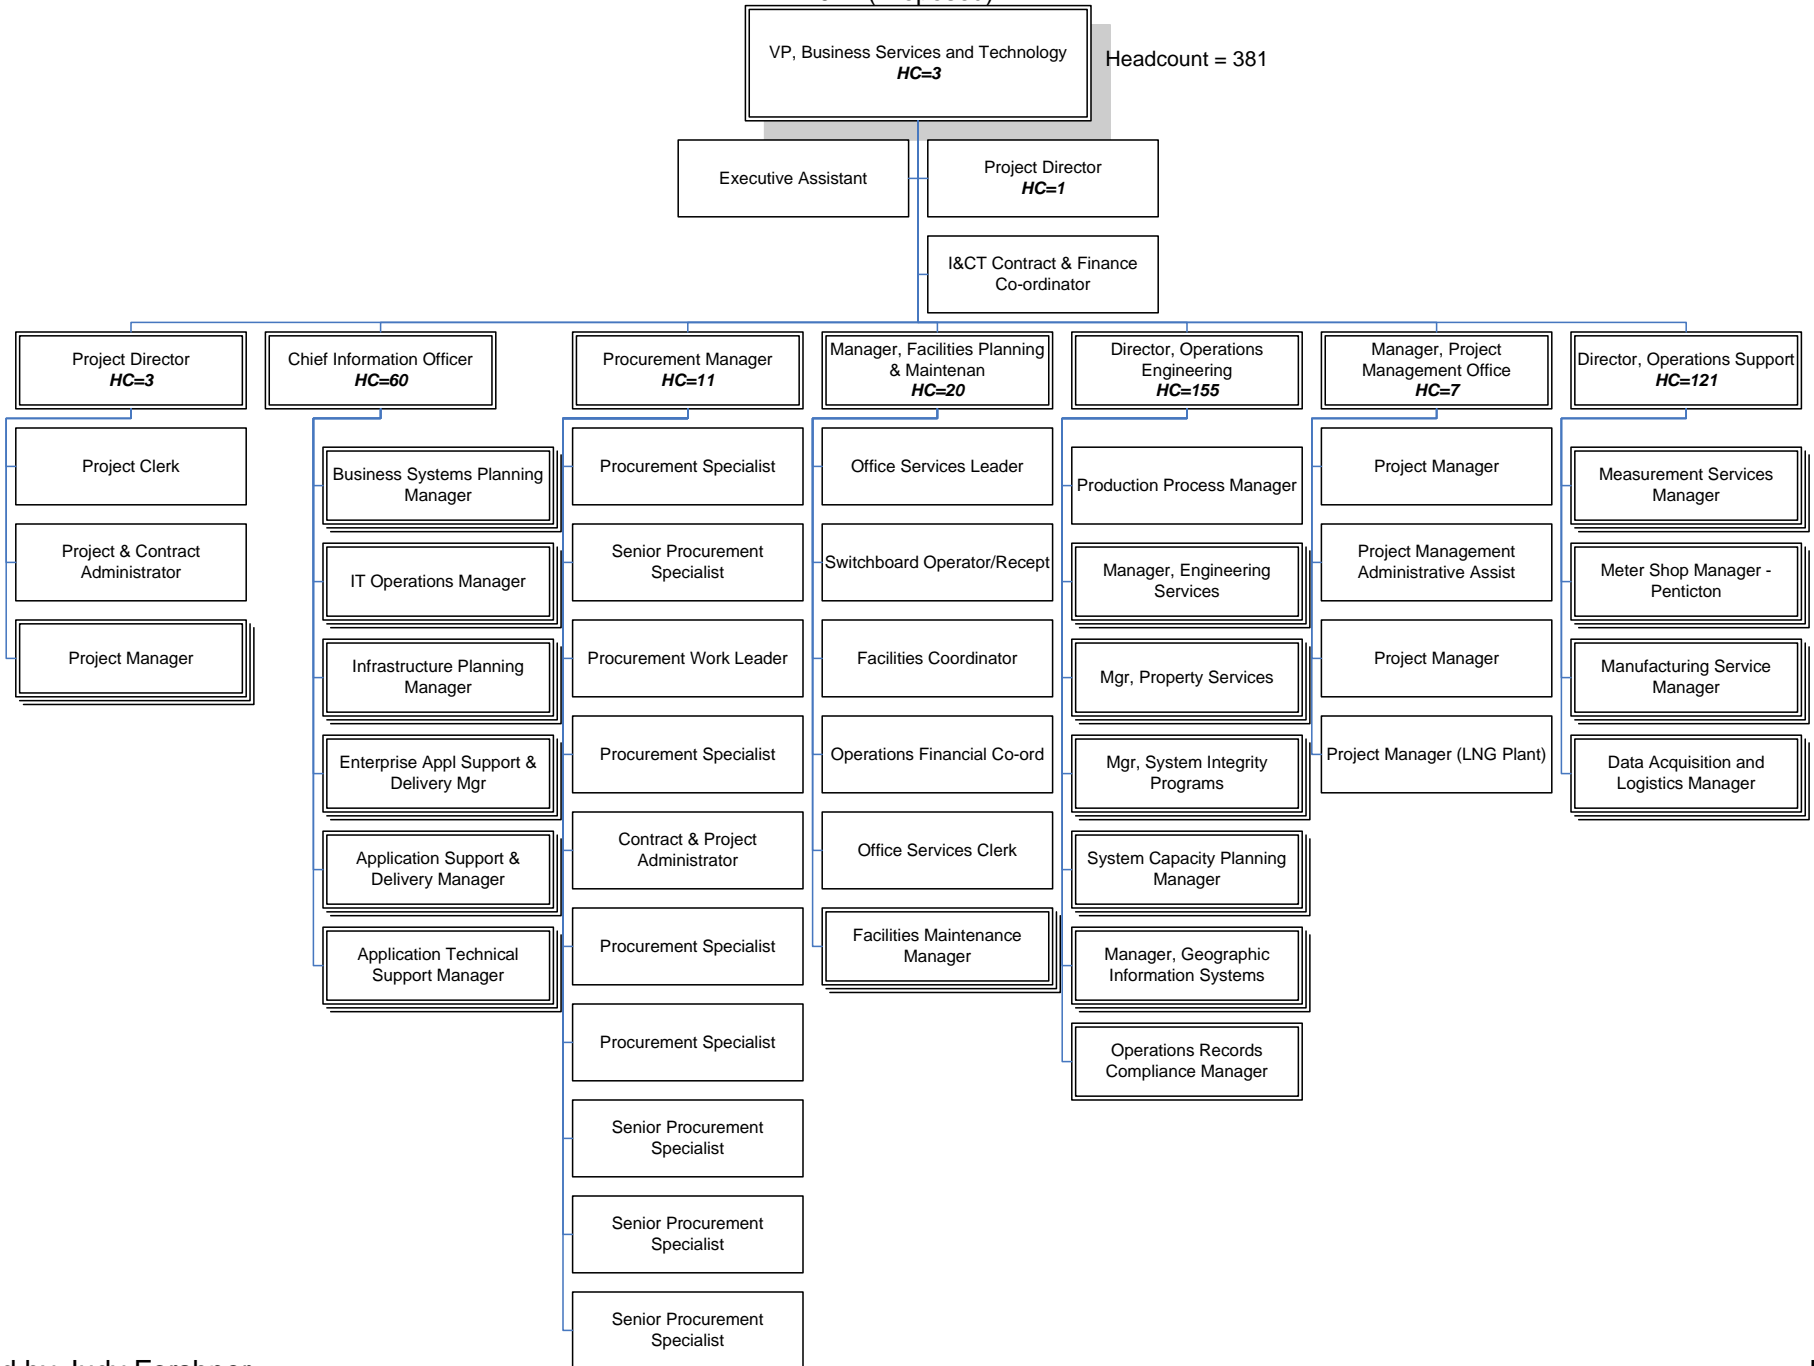 VP, Business Services and Technology
HC=3
Headcount = 381
Executive Assistant
Project Director
HC=1
I&CT Contract & Finance
Co-ordinator
Project Director
HC=3
Chief Information Officer
HC=60
Procurement Manager
HC=11
Manager, Facilities Planning
& Maintenan
HC=20
Director, Operations
Engineering
HC=155
Manager, Project
Management Office
HC=7
Director, Operations Support
HC=121
Project Clerk
Project & Contract
Administrator
Project Manager
Business Systems Planning
Manager
IT Operations Manager
Infrastructure Planning
Manager
Enterprise Appl Support &
Delivery Mgr
Application Support &
Delivery Manager
Application Technical
Support Manager
Procurement Specialist
Senior Procurement
Specialist
Procurement Work Leader
Procurement Specialist
Contract & Project
Administrator
Procurement Specialist
Procurement Specialist
Senior Procurement
Specialist
Senior Procurement
Specialist
Senior Procurement
Specialist
Office Services Leader
Switchboard Operator/Recept
Facilities Coordinator
Operations Financial Co-ord
Office Services Clerk
Facilities Maintenance
Manager
Production Process Manager
Manager, Engineering
Services
Mgr, Property Services
Mgr, System Integrity
Programs
System Capacity Planning
Manager
Manager, Geographic
Information Systems
Operations Records
Compliance Manager
Project Manager
Project Management
Administrative Assist
Project Manager
Project Manager (LNG Plant)
Measurement Services
Manager
Meter Shop Manager -
Penticton
Manufacturing Service
Manager
Data Acquisition and
Logistics Manager